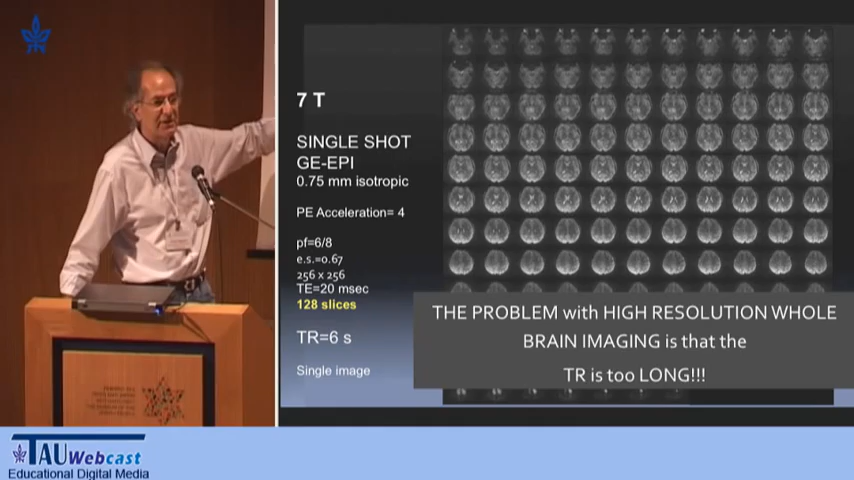 7 T
SINGLE SHOT
GE-EPI
0.75 mm isotropic
PE Acceleration= 4
pf=6/8
e.s.=0.67
256 x 256
TE=20 msec
128 slices
TR=6 s
Single image
THE PROBLEM with HIGH RESOLUTION WHOLE
BRAIN IMAGING is that the
TR is too LONG!!!
TAU Webcast
Educational Digital Media